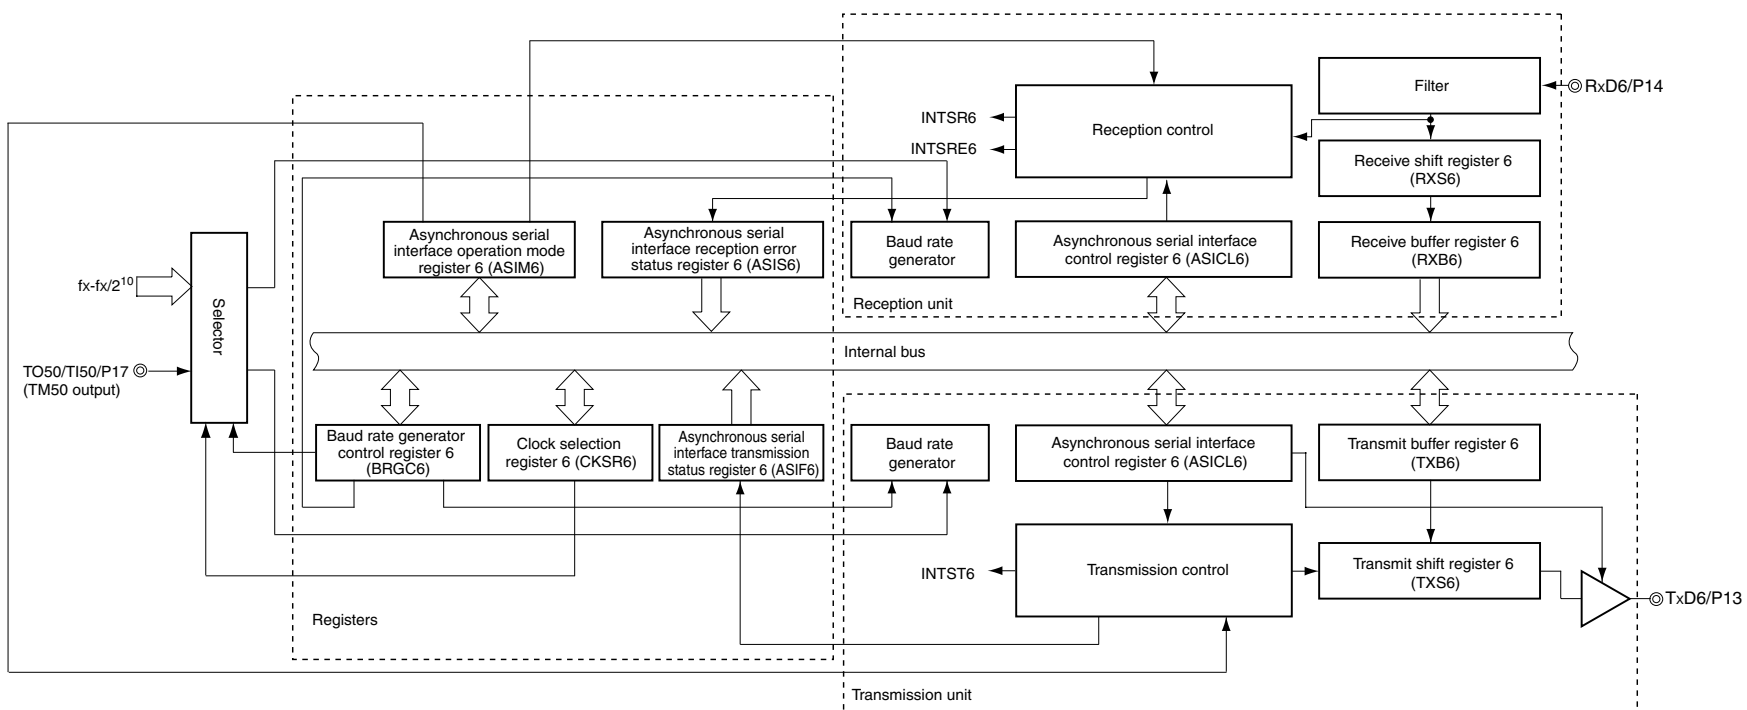 Filter
RxD6/P14
Reception control
INTSR6
INTSRE6
Receive shift register 6
(RXS6)
Asynchronous serial
interface operation mode
register 6 (ASIM6)
Asynchronous serial
interface reception error
status register 6 (ASIS6)
Baud rate
generator
Asynchronous serial interface
control register 6 (ASICL6)
Receive buffer register 6
(RXB6)
Reception unit
fx-fx/2¹⁰
Selector
Internal bus
TO50/TI50/P17
(TM50 output)
Baud rate generator
control register 6
(BRGC6)
Clock selection
register 6 (CKSR6)
Asynchronous serial
interface transmission
status register 6 (ASIF6)
Baud rate
generator
Asynchronous serial interface
control register 6 (ASICL6)
Transmit buffer register 6
(TXB6)
INTST6
Transmission control
Transmit shift register 6
(TXS6)
TxD6/P13
Registers
Transmission unit